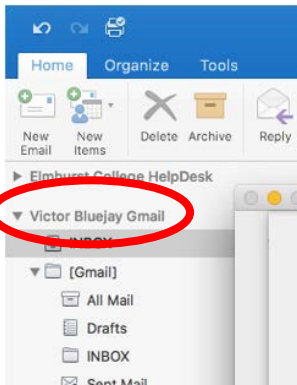 Home Organize Tools
New Email New Items Delete Archive Reply
Elmhurst College HelpDesk
Victor Bluejay Gmail
INBOX
[Gmail]
All Mail
Drafts
INBOX
Sent Mail